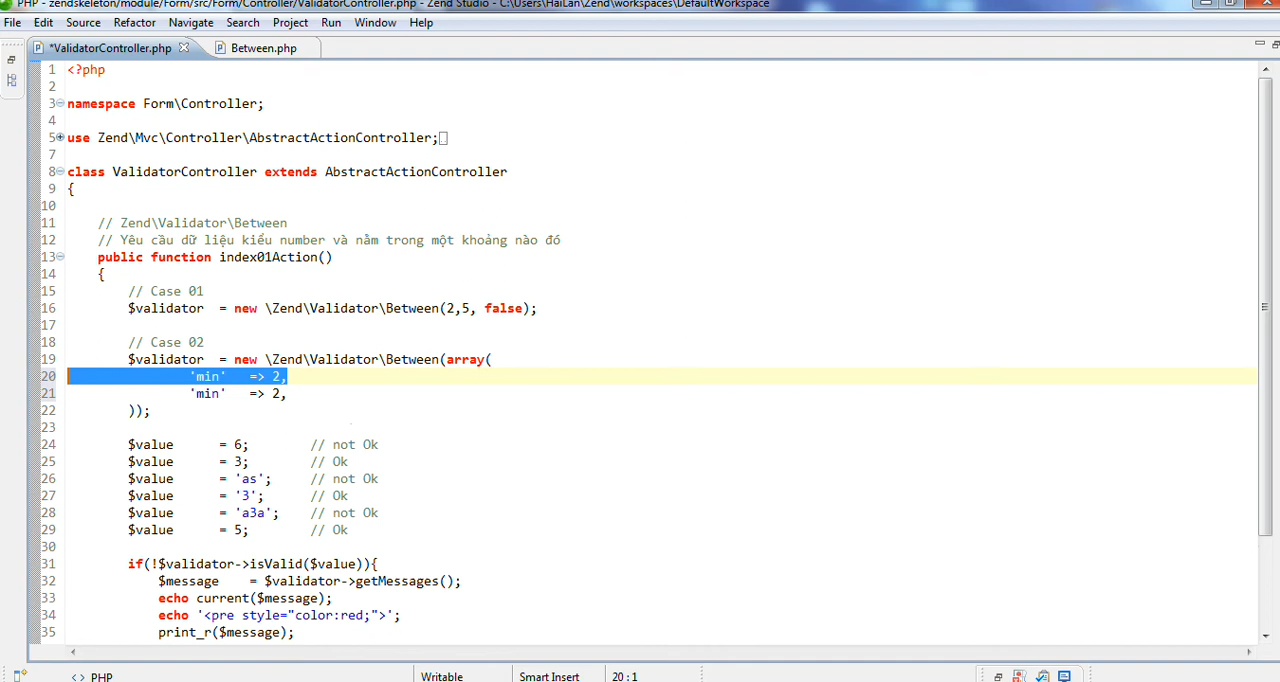 PHP - zendskeleton/module/Form/src/Form/Controller/ValidatorController.php - Zend Studio - C:\Users\HaiLan\Zend\workspaces\DefaultWorkspace
File Edit Source Refactor Navigate Search Project Run Window Help
*ValidatorController.php Between.php
1 <?php
2
3 namespace Form\Controller;
4
5 use Zend\Mvc\Controller\AbstractActionController;
7
8 class ValidatorController extends AbstractActionController
9 {
10
11 // Zend\Validator\Between
12 // Yêu cầu dữ liệu kiểu number và nằm trong một khoảng nào đó
13 public function index01Action()
14 {
15 // Case 01
16 $validator = new \Zend\Validator\Between(2,5, false);
17
18 // Case 02
19 $validator = new \Zend\Validator\Between(array(
20 'min' => 2,
21 'min' => 2,
22 ));
23
24 $value = 6; // not Ok
25 $value = 3; // Ok
26 $value = 'as'; // not Ok
27 $value = '3'; // Ok
28 $value = 'a3a'; // not Ok
29 $value = 5; // Ok
30
31 if(!$validator->isValid($value)){
32 $message = $validator->getMessages();
33 echo current($message);
34 echo '<pre style="color:red;">';
35 print_r($message);
<> PHP Writable Smart Insert 20 : 1